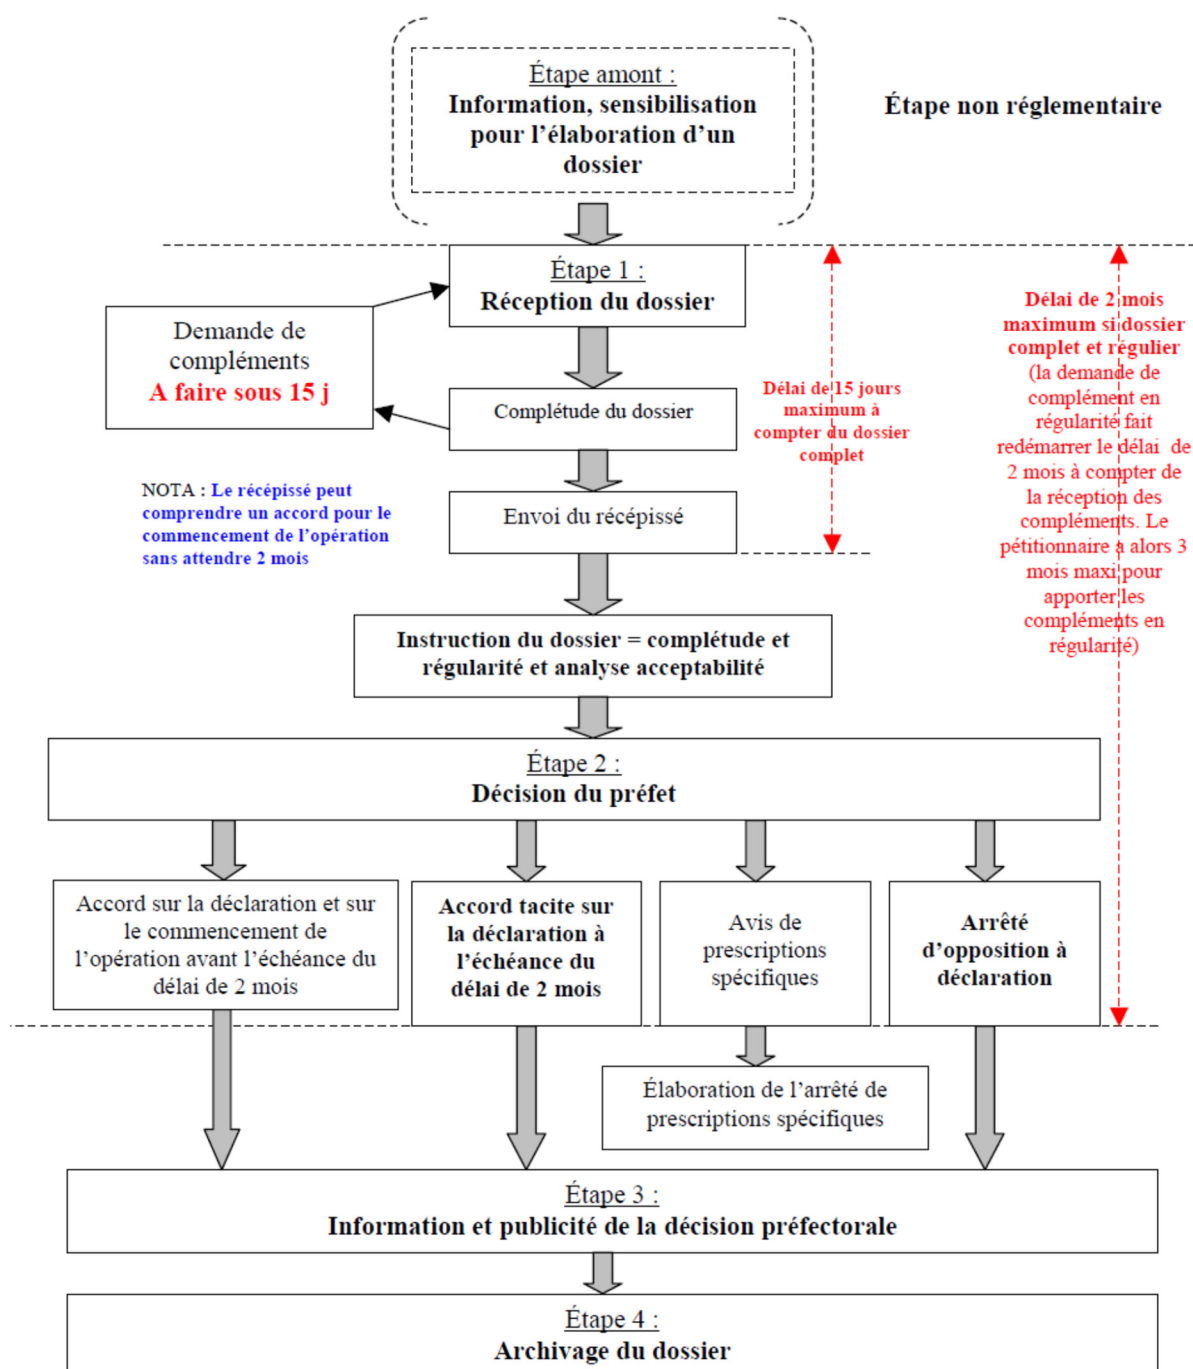 Étape amont :
Information, sensibilisation
pour l’élaboration d’un
dossier
Étape non réglementaire
Étape 1 :
Réception du dossier
Demande de
compléments
A faire sous 15 j
Complétude du dossier
Envoi du récépissé
NOTA : Le récépissé peut
comprendre un accord pour le
commencement de l’opération
sans attendre 2 mois
Délai de 15 jours
maximum à
compter du dossier
complet
Délai de 2 mois
maximum si dossier
complet et régulier
(la demande de
complément en
régularité fait
redémarrer le délai de
2 mois à compter de
la réception des
compléments. Le
pétitionnaire a alors 3
mois maxi pour
apporter les
compléments en
régularité)
Instruction du dossier = complétude et
régularité et analyse acceptabilité
Étape 2 :
Décision du préfet
Accord sur la déclaration et sur
le commencement de
l’opération avant l’échéance du
délai de 2 mois
Accord tacite sur
la déclaration à
l’échéance du
délai de 2 mois
Avis de
prescriptions
spécifiques
Arrêté
d’opposition à
déclaration
Élaboration de l’arrêté de
prescriptions spécifiques
Étape 3 :
Information et publicité de la décision préfectorale
Étape 4 :
Archivage du dossier